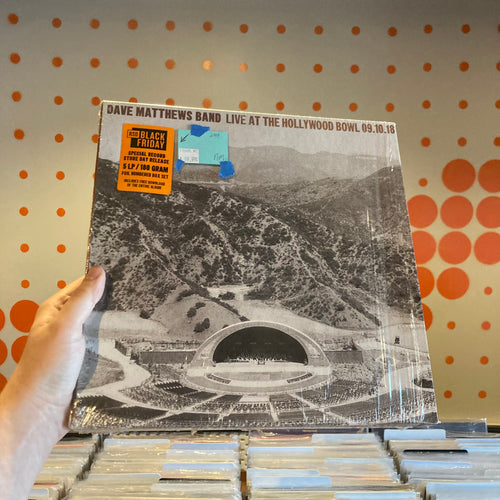 DAVE MATTHEWS BAND LIVE AT THE HOLLYWOOD BOWL 09.10.18
RSD BLACK
FRIDAY
SPECIAL RECORD
STORE DAY RELEASE
5 LP / 180 GRAM
FOIL NUMBERED BOX SET
INCLUDES FREE DOWNLOAD
OF THE ENTIRE ALBUM